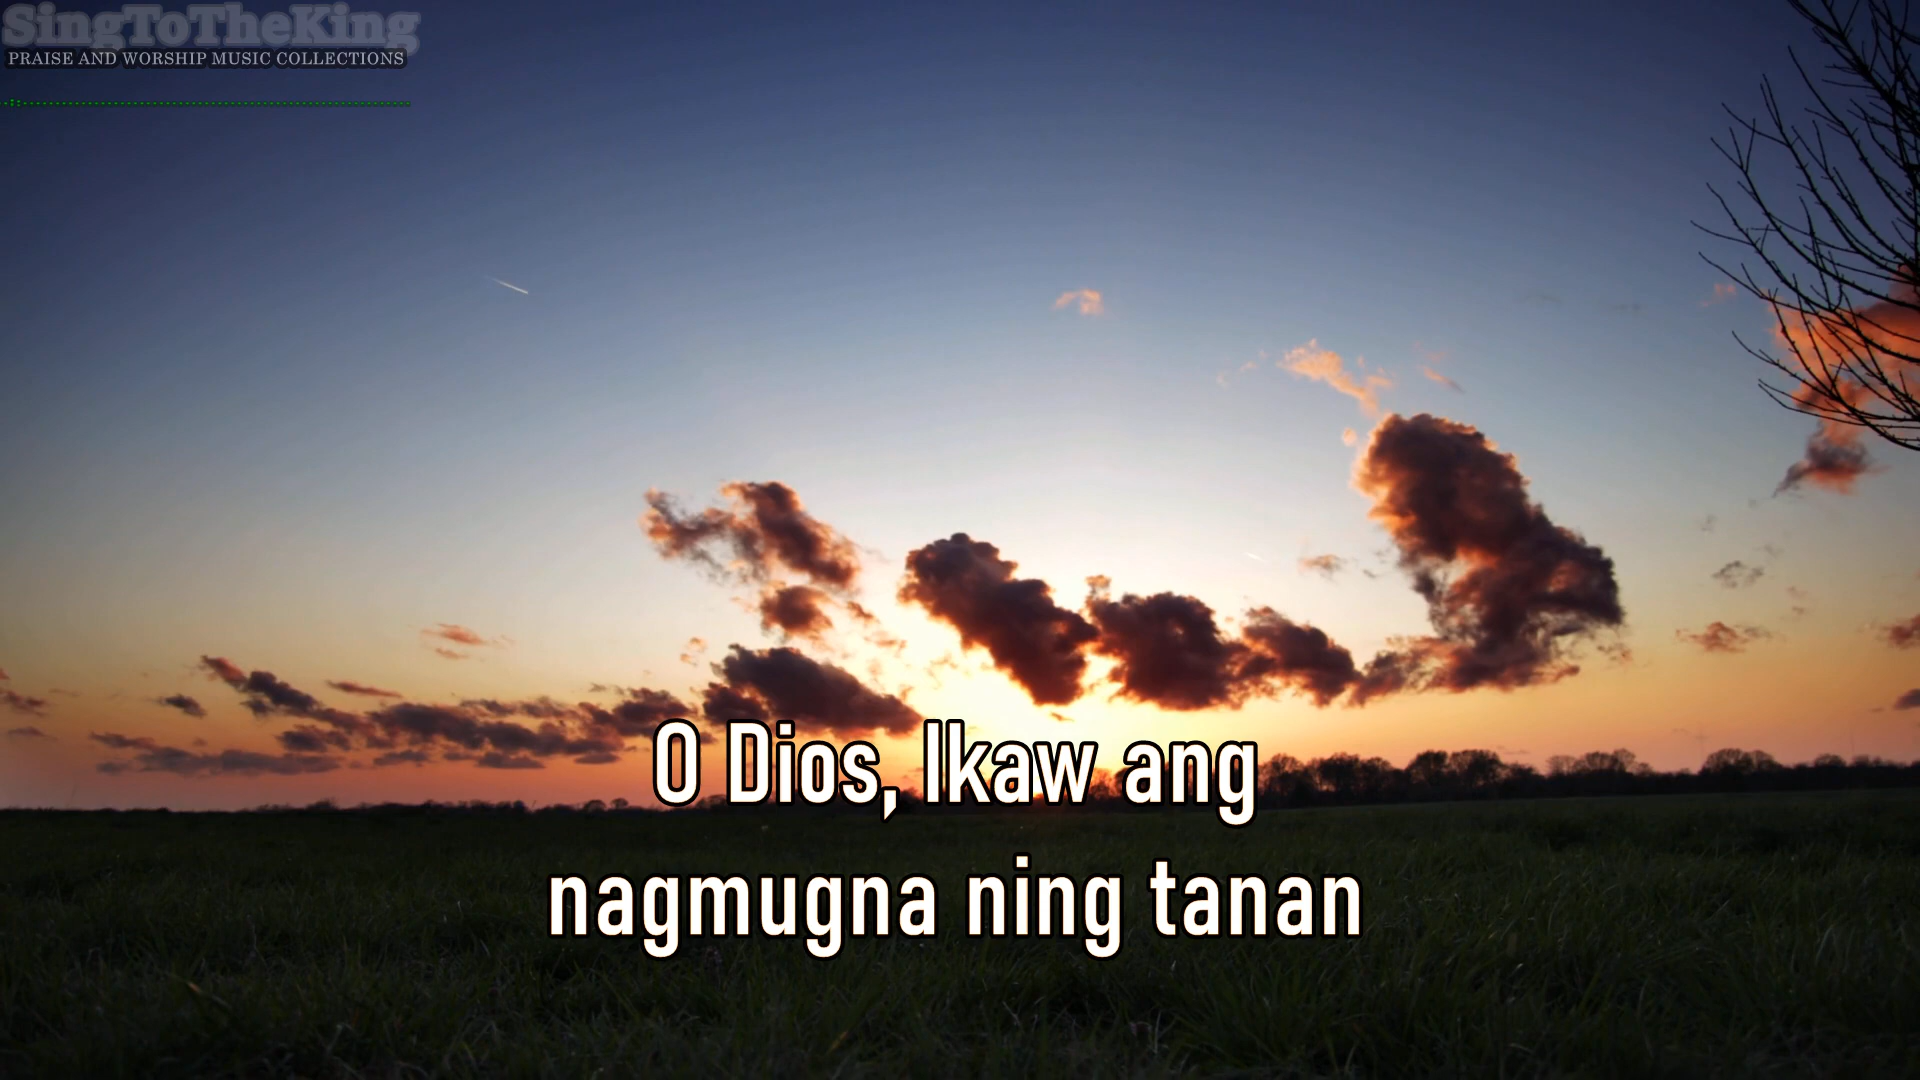 SingToTheKing
PRAISE AND WORSHIP MUSIC COLLECTIONS
O Dios, Ikaw ang
nagmugna ning tanan